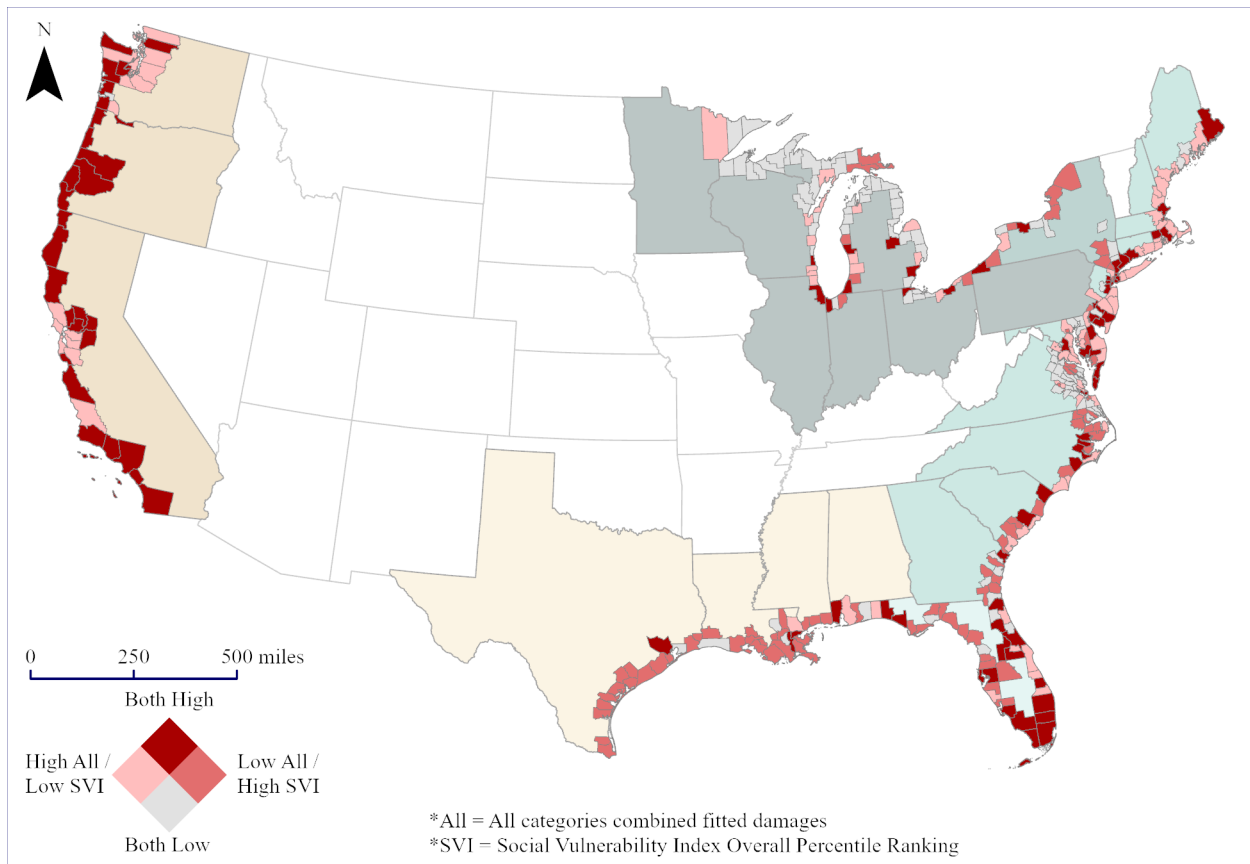 N
0 250 500 miles
Both High
High All / Low All /
Low SVI High SVI
Both Low
*All = All categories combined fitted damages
*SVI = Social Vulnerability Index Overall Percentile Ranking